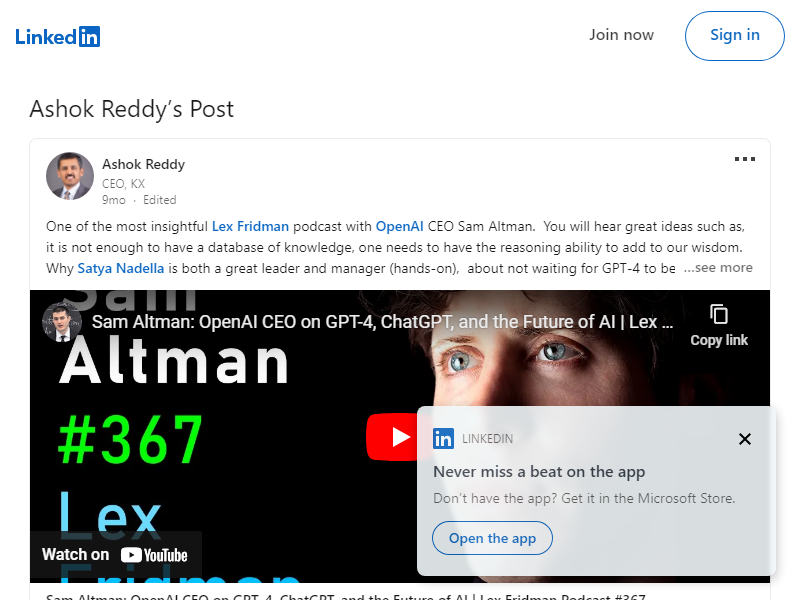 Linked in
Join now
Sign in
Ashok Reddy's Post
Ashok Reddy
CEO, KX
9mo · Edited
One of the most insightful Lex Fridman podcast with OpenAI CEO Sam Altman. You will hear great ideas such as,
it is not enough to have a database of knowledge, one needs to have the reasoning ability to add to our wisdom.
Why Satya Nadella is both a great leader and manager (hands-on), about not waiting for GPT-4 to be ...see more
Sam
Sam Altman: OpenAI CEO on GPT-4, ChatGPT, and the Future of AI | Lex ...
Copy link
Altman
#367
Lex
Fridman
Watch on YouTube
in LINKEDIN
Never miss a beat on the app
Don't have the app? Get it in the Microsoft Store.
Open the app
Sam Altman: OpenAI CEO on GPT-4, ChatGPT, and the Future of AI | Lex Fridman Podcast #367